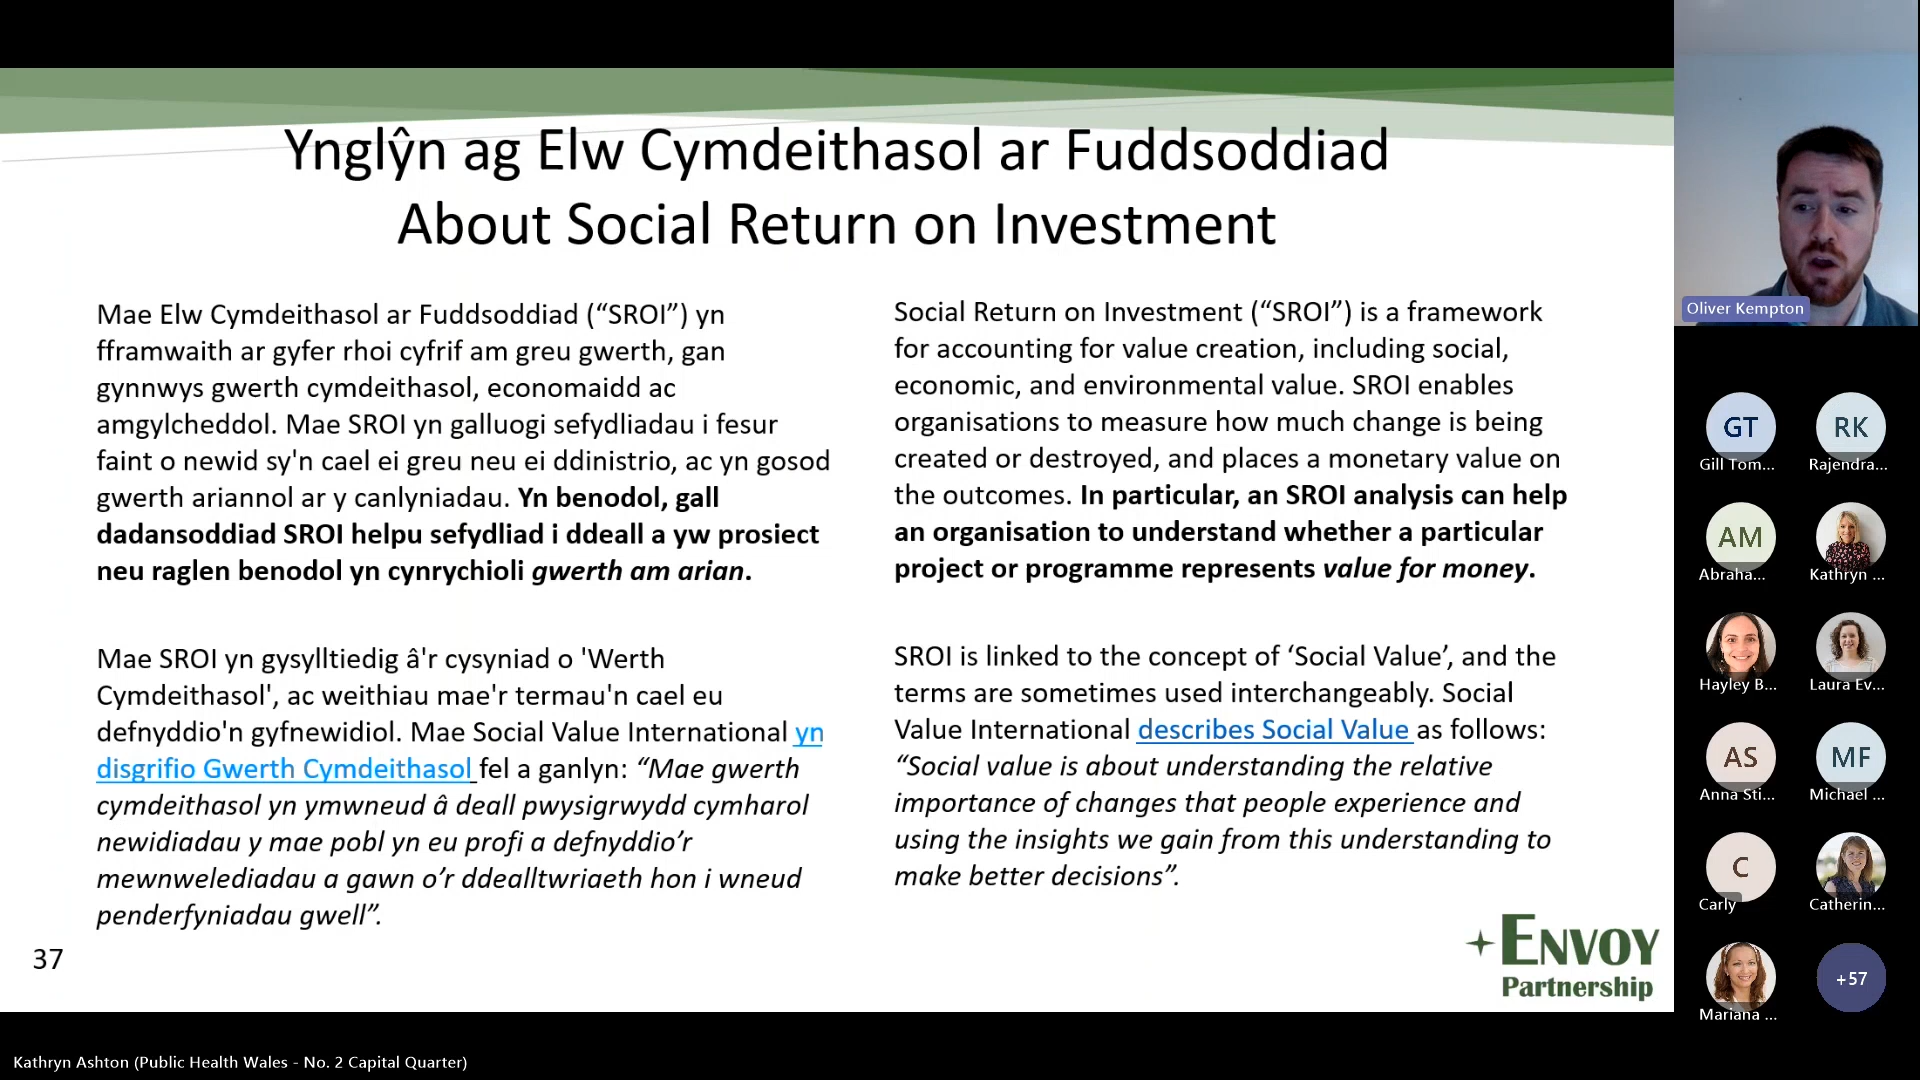 Ynglŷn ag Elw Cymdeithasol ar Fuddsoddiad
About Social Return on Investment
Mae Elw Cymdeithasol ar Fuddsoddiad (“SROI”) yn
fframwaith ar gyfer rhoi cyfrif am greu gwerth, gan
gynnwys gwerth cymdeithasol, economaidd ac
amgylcheddol. Mae SROI yn galluogi sefydliadau i fesur
faint o newid sy'n cael ei greu neu ei ddinistrio, ac yn gosod
gwerth ariannol ar y canlyniadau. Yn benodol, gall
dadansoddiad SROI helpu sefydliad i ddeall a yw prosiect
neu raglen benodol yn cynrychioli gwerth am arian.
Mae SROI yn gysylltiedig â'r cysyniad o 'Werth
Cymdeithasol', ac weithiau mae'r termau'n cael eu
defnyddio'n gyfnewidiol. Mae Social Value International yn
disgrifio Gwerth Cymdeithasol fel a ganlyn: “Mae gwerth
cymdeithasol yn ymwneud â deall pwysigrwydd cymharol
newidiadau y mae pobl yn eu profi a defnyddio’r
mewnwelediadau a gawn o’r ddealltwriaeth hon i wneud
penderfyniadau gwell”.
Social Return on Investment (“SROI”) is a framework
for accounting for value creation, including social,
economic, and environmental value. SROI enables
organisations to measure how much change is being
created or destroyed, and places a monetary value on
the outcomes. In particular, an SROI analysis can help
an organisation to understand whether a particular
project or programme represents value for money.
SROI is linked to the concept of ‘Social Value’, and the
terms are sometimes used interchangeably. Social
Value International describes Social Value as follows:
“Social value is about understanding the relative
importance of changes that people experience and
using the insights we gain from this understanding to
make better decisions”.
37
ENVOY
Partnership
Oliver Kempton
GT
Gill Tom...
RK
Rajendra...
AM
Abraha...
Kathryn ...
Hayley B...
Laura Ev...
AS
Anna Sti...
MF
Michael ...
C
Carly
Catherin...
Mariana ...
+57
Kathryn Ashton (Public Health Wales - No. 2 Capital Quarter)